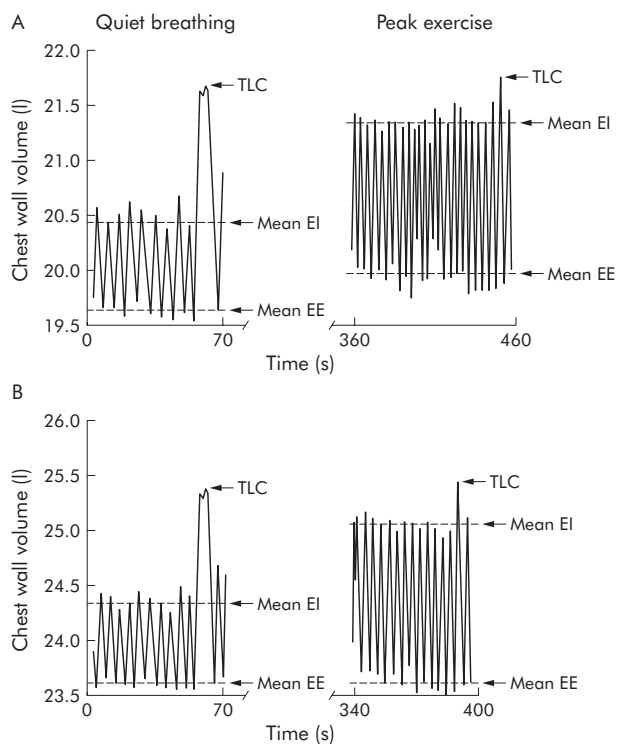 A
Quiet breathing
Peak exercise
Chest wall volume (l)
22.0
21.5
21.0
20.5
20.0
19.5
TLC
Mean EI
Mean EE
TLC
Mean EI
Mean EE
0
70
360
460
Time (s)
B
Chest wall volume (l)
26.0
25.5
25.0
24.5
24.0
23.5
TLC
Mean EI
Mean EE
TLC
Mean EI
Mean EE
0
70
340
400
Time (s)